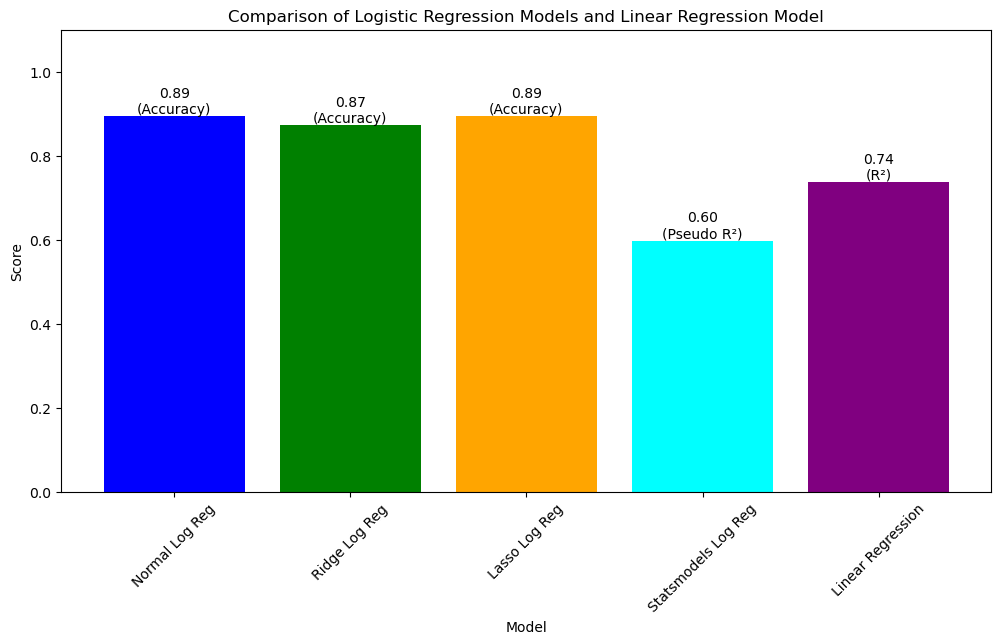 Comparison of Logistic Regression Models and Linear Regression Model
Score
1.0
0.8
0.6
0.4
0.2
0.0
0.89
(Accuracy)
0.87
(Accuracy)
0.89
(Accuracy)
0.60
(Pseudo R²)
0.74
(R²)
Normal Log Reg
Ridge Log Reg
Lasso Log Reg
Statsmodels Log Reg
Linear Regression
Model